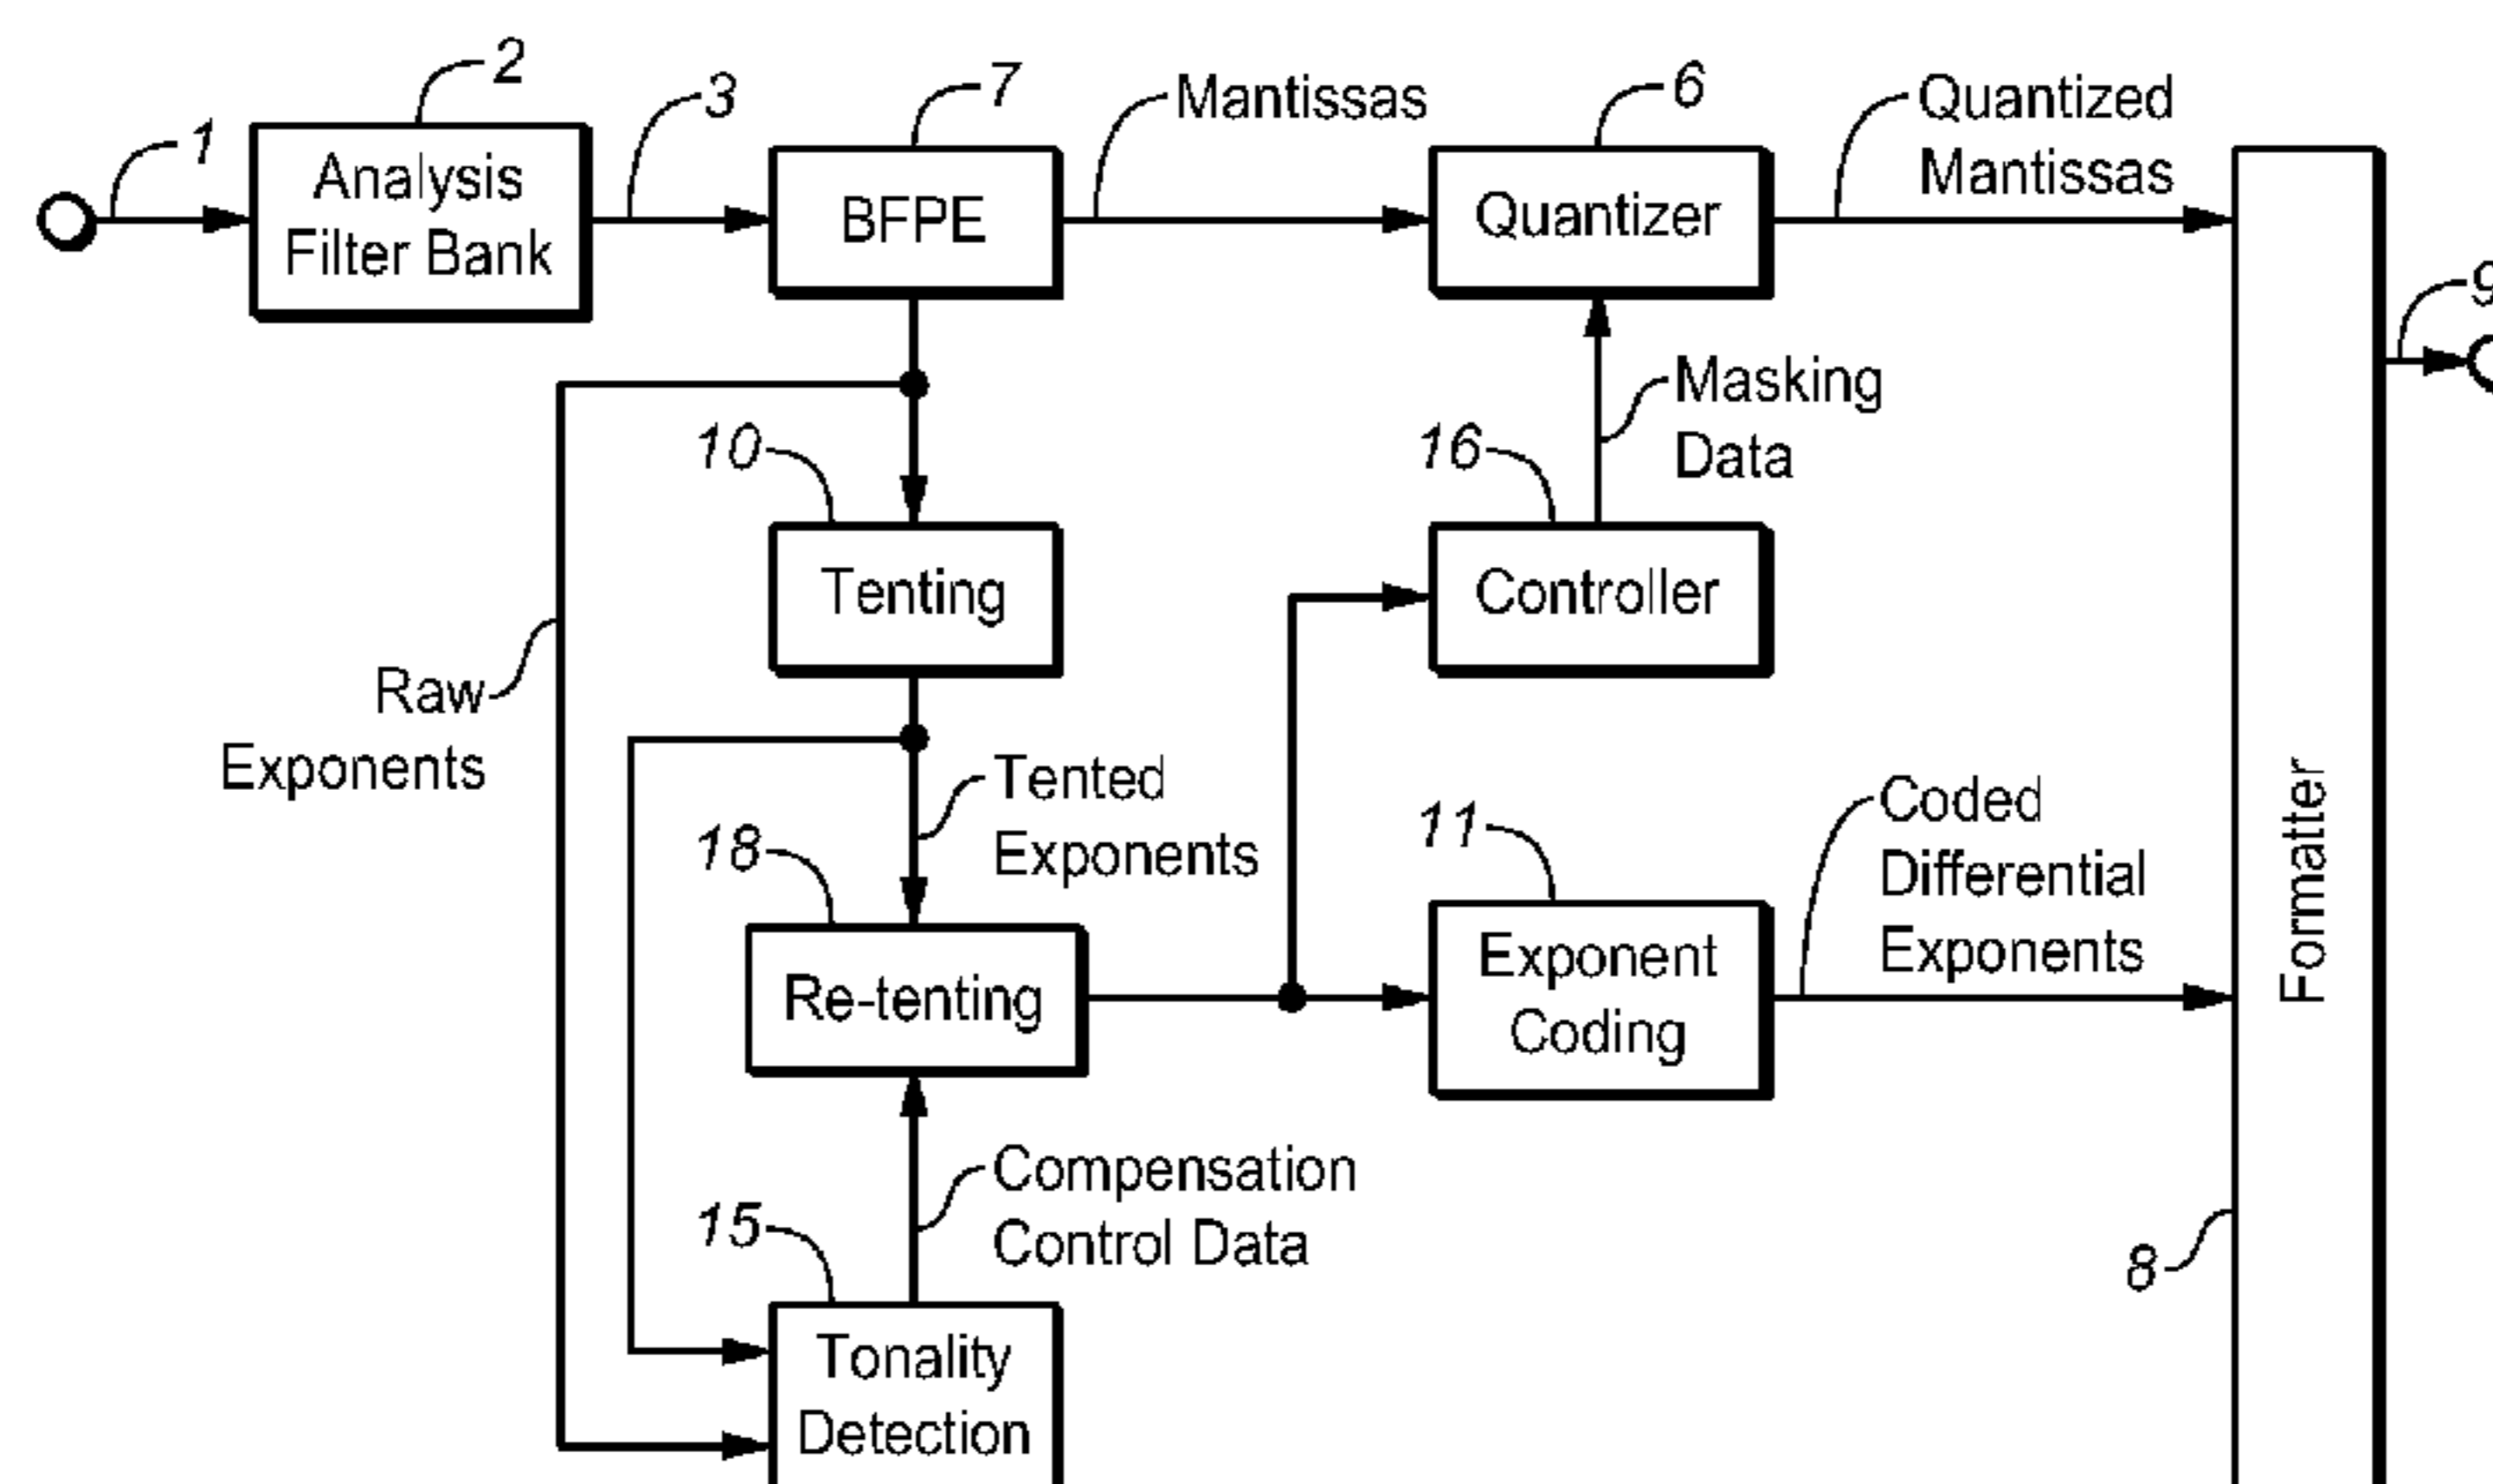 1
2
Analysis
Filter Bank
3
7
BFPE
Mantissas
6
Quantizer
Quantized
Mantissas
9
10
Tenting
16
Controller
Masking
Data
Raw
Exponents
Tented
Exponents
18
Re-tenting
11
Exponent
Coding
Coded
Differential
Exponents
Formatter
8
Compensation
Control Data
15
Tonality
Detection